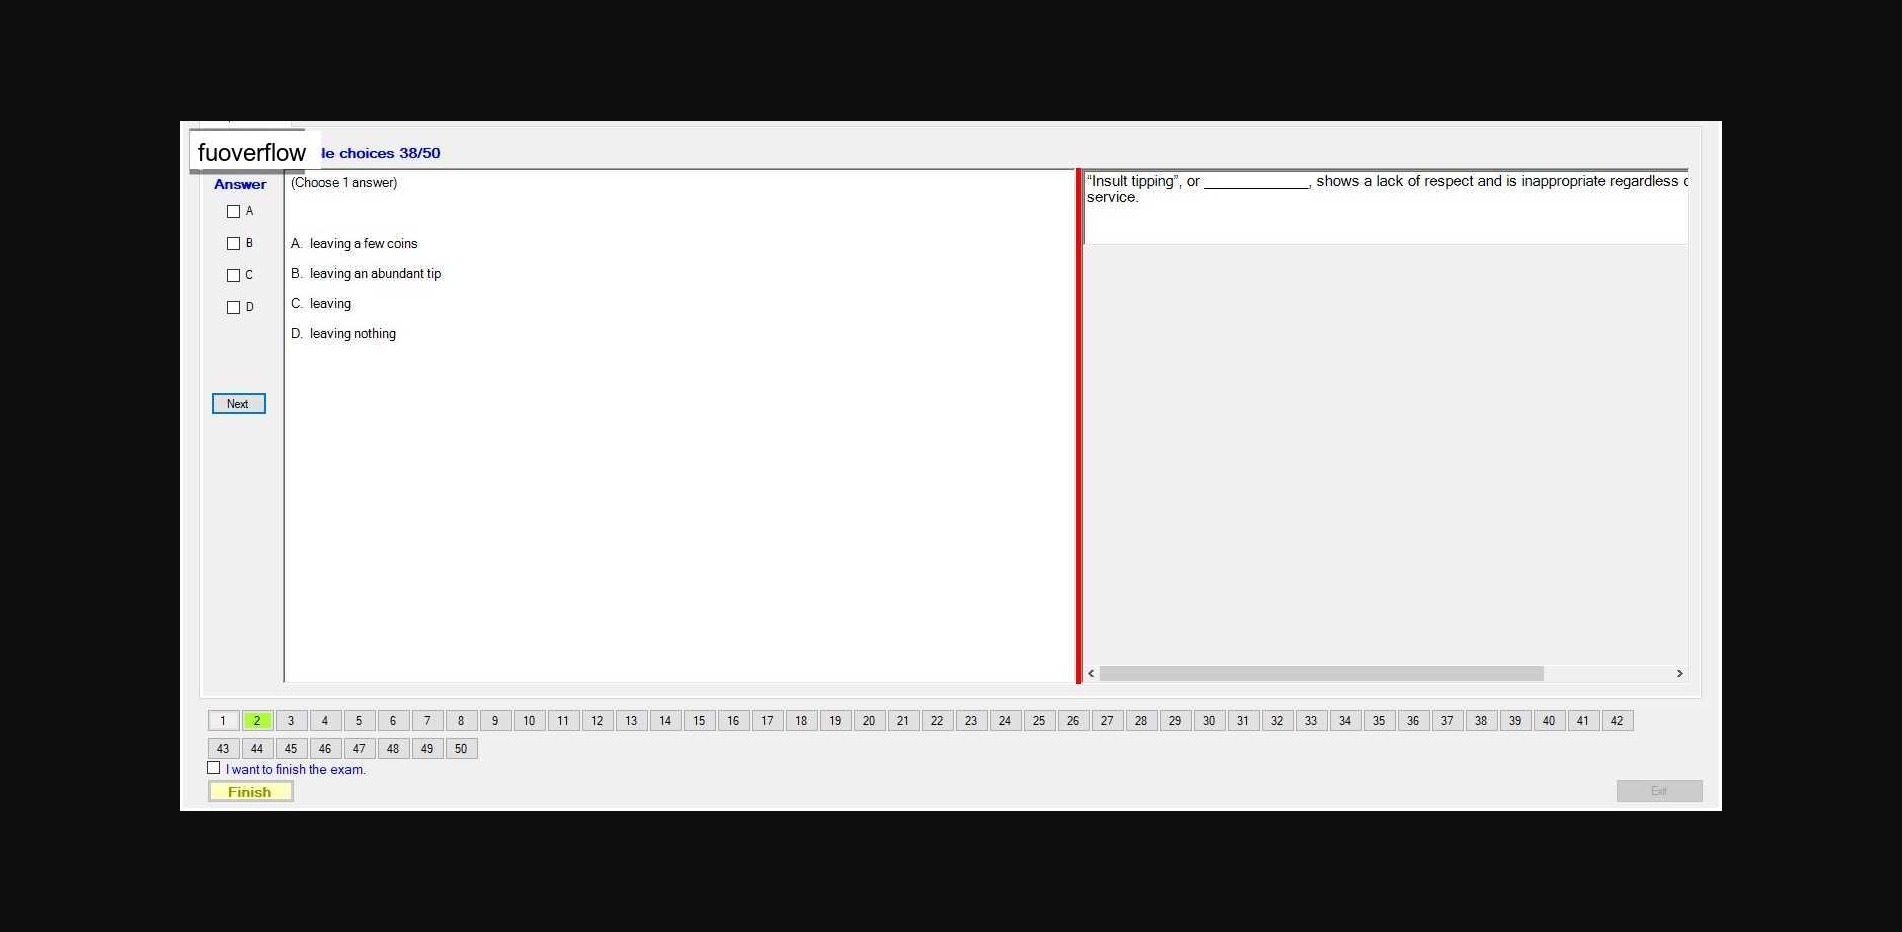 fuoverflow
le choices 38/50
Answer
A
B
C
D
Next
(Choose 1 answer)
A. leaving a few coins
B. leaving an abundant tip
C. leaving
D. leaving nothing
“Insult tipping”, or _____________, shows a lack of respect and is inappropriate regardless
service.
1 2 3 4 5 6 7 8 9 10 11 12 13 14 15 16 17 18 19 20 21 22 23 24 25 26 27 28 29 30 31 32 33 34 35 36 37 38 39 40 41 42
43 44 45 46 47 48 49 50
I want to finish the exam.
Finish
Exit